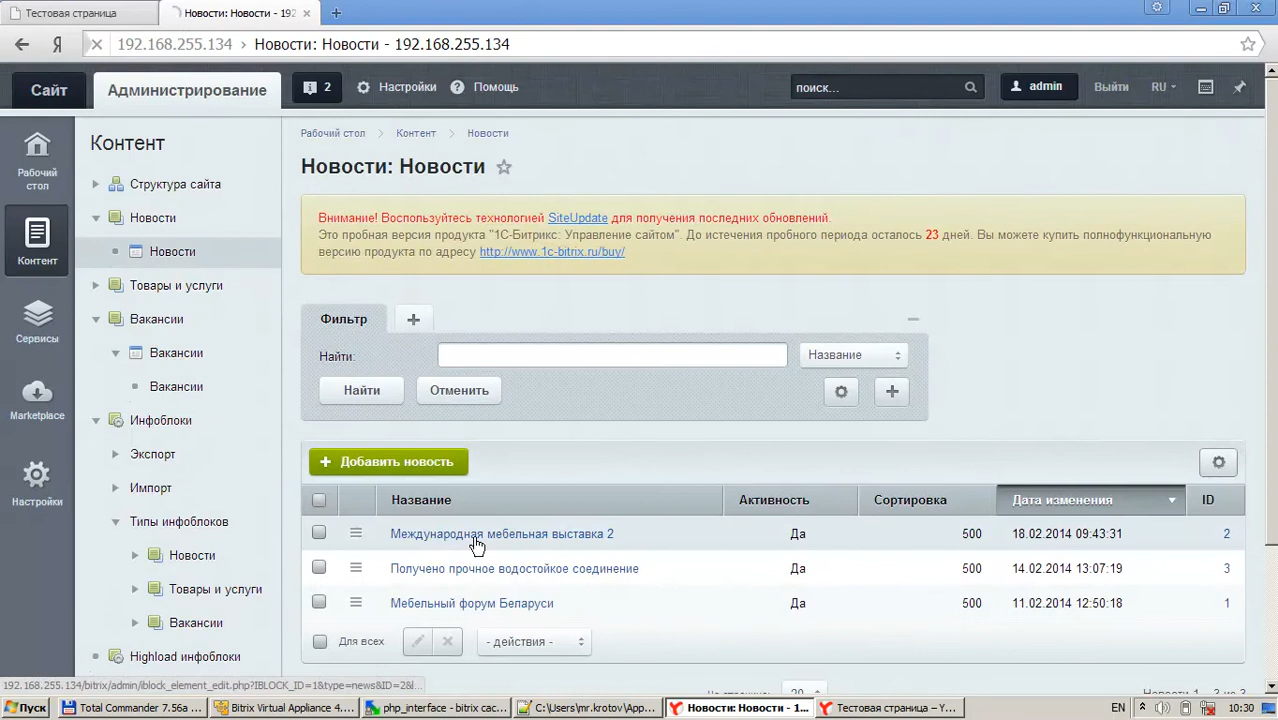 Тестовая страница
Новости: Новости - 192
192.168.255.134 › Новости: Новости - 192.168.255.134
Сайт
Администрирование
2
Настройки
Помощь
поиск...
admin
Выйти
RU
Рабочий стол
Контент
Сервисы
Marketplace
Настройки
Контент
Структура сайта
Новости
Новости
Товары и услуги
Вакансии
Вакансии
Вакансии
Инфоблоки
Экспорт
Импорт
Типы инфоблоков
Новости
Товары и услуги
Вакансии
Highload инфоблоки
Рабочий стол
Контент
Новости
Новости: Новости
Внимание! Воспользуйтесь технологией SiteUpdate для получения последних обновлений.
Это пробная версия продукта "1С-Битрикс: Управление сайтом". До истечения пробного периода осталось 23 дней. Вы можете купить полнофункциональную
версию продукта по адресу http://www.1c-bitrix.ru/buy/
Фильтр
Найти:
Название
Найти
Отменить
Добавить новость
Название Активность Сортировка Дата изменения ID
Международная мебельная выставка 2 Да 500 18.02.2014 09:43:31 2
Получено прочное водостойкое соединение Да 500 14.02.2014 13:07:19 3
Мебельный форум Беларуси Да 500 11.02.2014 12:50:18 1
Для всех
- действия -
20
192.168.255.134/bitrix/admin/iblock_element_edit.php?IBLOCK_ID=1&type=news&ID=2&l...
Пуск
Total Commander 7.56a ...
Bitrix Virtual Appliance 4...
php_interface - bitrix cac...
C:\Users\mr.krotov\App...
Новости: Новости - 1...
Тестовая страница – Y...
EN
10:30